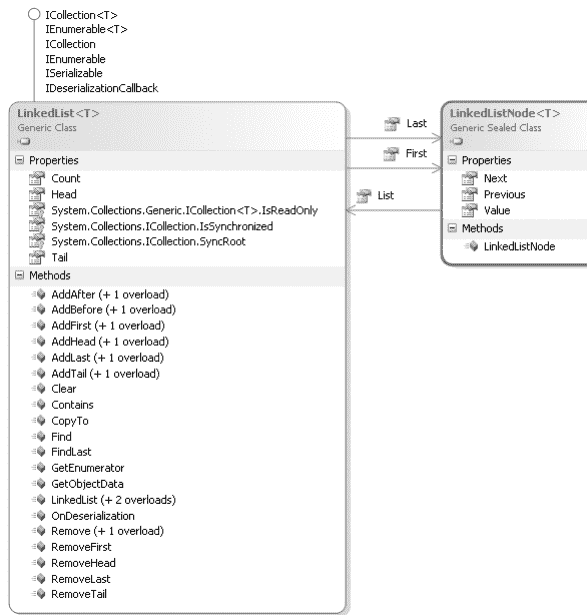 ICollection<T>
IEnumerable<T>
ICollection
IEnumerable
ISerializable
IDeserializationCallback
LinkedList<T>
Generic Class
Properties
Count
Head
System.Collections.Generic.ICollection<T>.IsReadOnly
System.Collections.ICollection.IsSynchronized
System.Collections.ICollection.SyncRoot
Tail
Methods
AddAfter (+ 1 overload)
AddBefore (+ 1 overload)
AddFirst (+ 1 overload)
AddHead (+ 1 overload)
AddLast (+ 1 overload)
AddTail (+ 1 overload)
Clear
Contains
CopyTo
Find
FindLast
GetEnumerator
GetObjectData
LinkedList (+ 2 overloads)
OnDeserialization
Remove (+ 1 overload)
RemoveFirst
RemoveHead
RemoveLast
RemoveTail
Last
First
List
LinkedListNode<T>
Generic Sealed Class
Properties
Next
Previous
Value
Methods
LinkedListNode